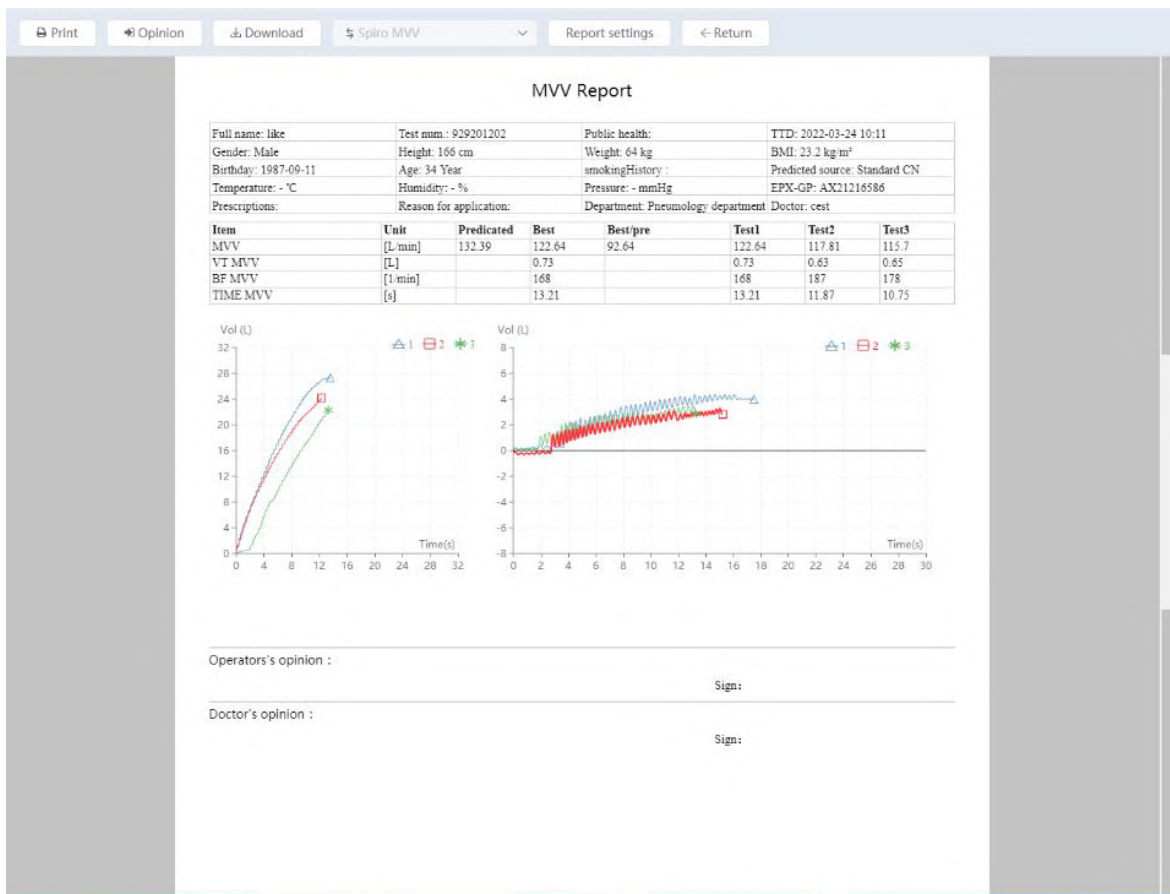 Print Opinion Download Spiro MVV Report settings Return
MVV Report
Full name: like Test num.: 929201202 Public health: TTD: 2022-03-24 10:11
Gender: Male Height: 166 cm Weight: 64 kg BMI: 23.2 kg/m²
Birthday: 1987-09-11 Age: 34 Year smokingHistory : Predicted source: Standard CN
Temperature: - ℃ Humidity: - % Pressure: - mmHg EPX-GP: AX21216586
Prescriptions: Reason for application: Department: Pneumology department Doctor: cest
Item Unit Predicated Best Best/pre Test1 Test2 Test3
MVV [L/min] 132.39 122.64 92.64 122.64 117.81 115.7
VT MVV [L] 0.73 0.73 0.63 0.65
BF MVV [1/min] 168 168 187 178
TIME MVV [s] 13.21 13.21 11.87 10.75
Vol (L)
1 2 3
32
28
24
20
16
12
8
4
0
Time(s)
0 4 8 12 16 20 24 28 32
Vol (L)
1 2 3
8
6
4
2
0
-2
-4
-6
-8
Time(s)
0 2 4 6 8 10 12 14 16 18 20 22 24 26 28 30
Operators's opinion :
Sign:
Doctor's opinion :
Sign: